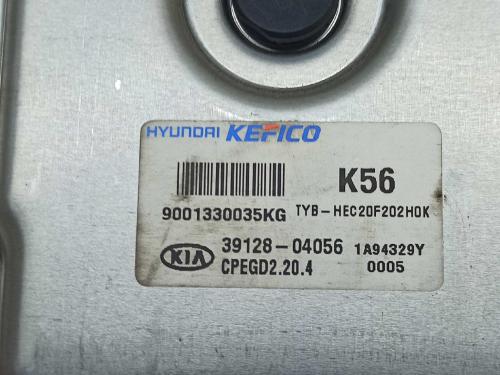 HYUNDAI KEFICO
K56
9001330035KG TYB-HEC20F202H0K
KIA 39128-04056 1A94329Y
CPEGD2.20.4 0005